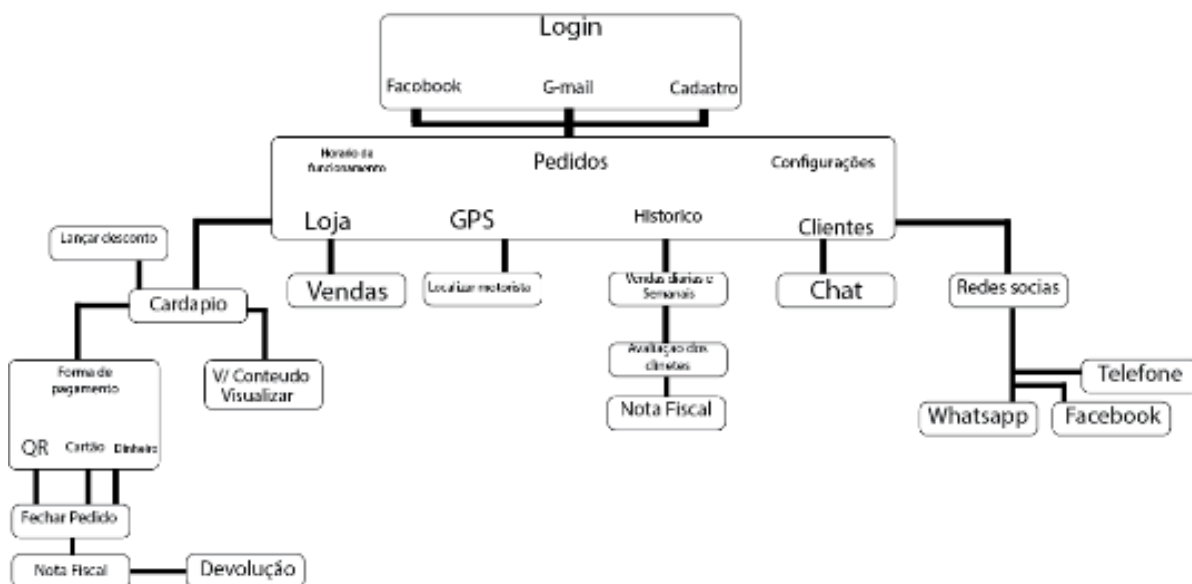 Login
Facobook
G-mail
Cadastro
Horario de
funcionamento
Pedidos
Configurações
Loja
GPS
Historico
Clientes
Lançar desconto
Cardapio
Vendas
Localizar motorista
Vendas diarias e
Semanais
Chat
Redes socias
Forma de
pagamento
V/ Conteudo
Visualizar
Avaliação dos
clinetes
Nota Fiscal
Telefone
Whatsapp
Facebook
QR
Cartão
Dinheiro
Fechar Pedido
Nota Fiscal
Devolução